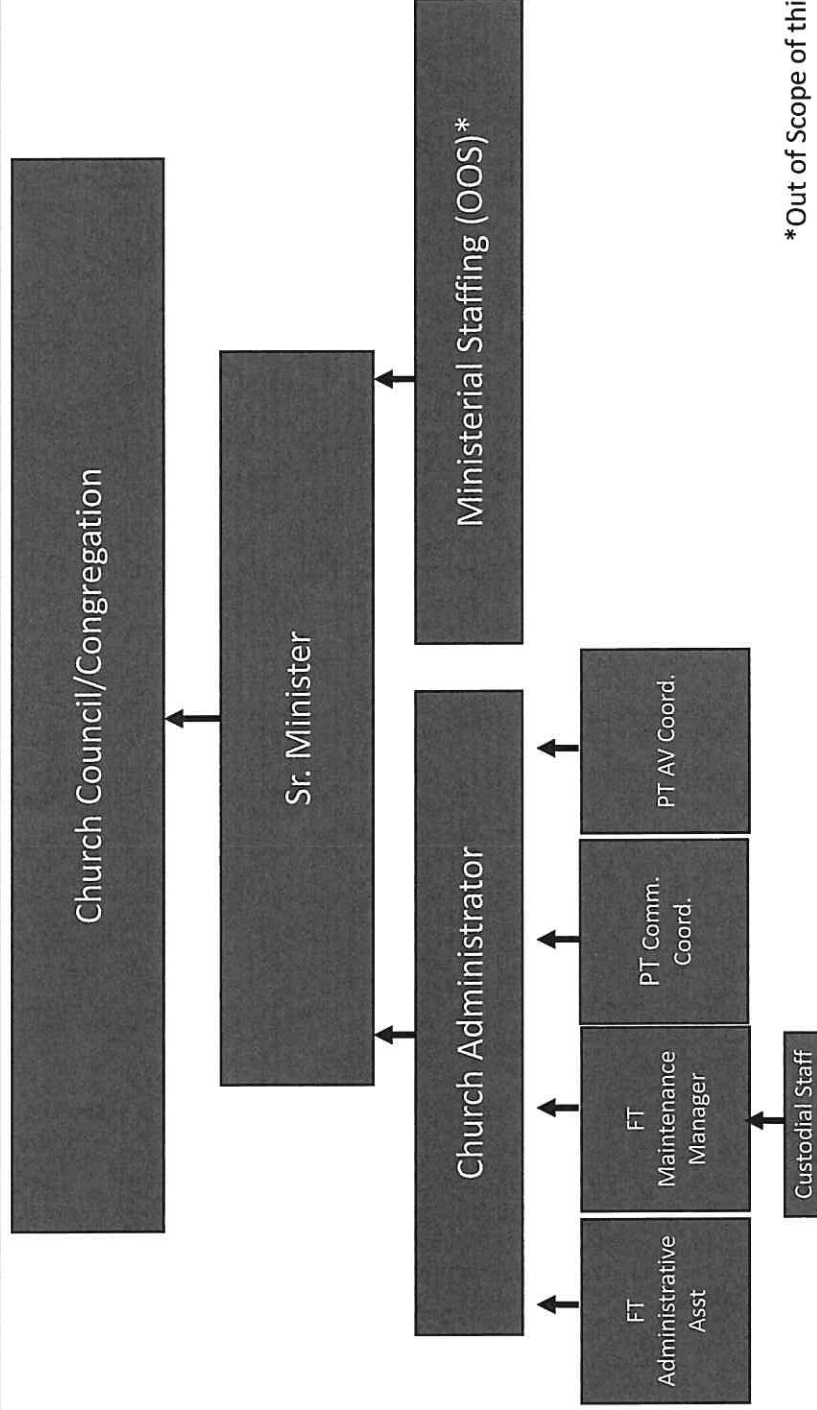 Church Council/Congregation
Sr. Minister
Church Administrator
Ministerial Staffing (OOS)*
FT
Administrative
Asst
FT
Maintenance
Manager
PT Comm.
Coord.
PT AV Coord.
Custodial Staff
*Out of Scope of